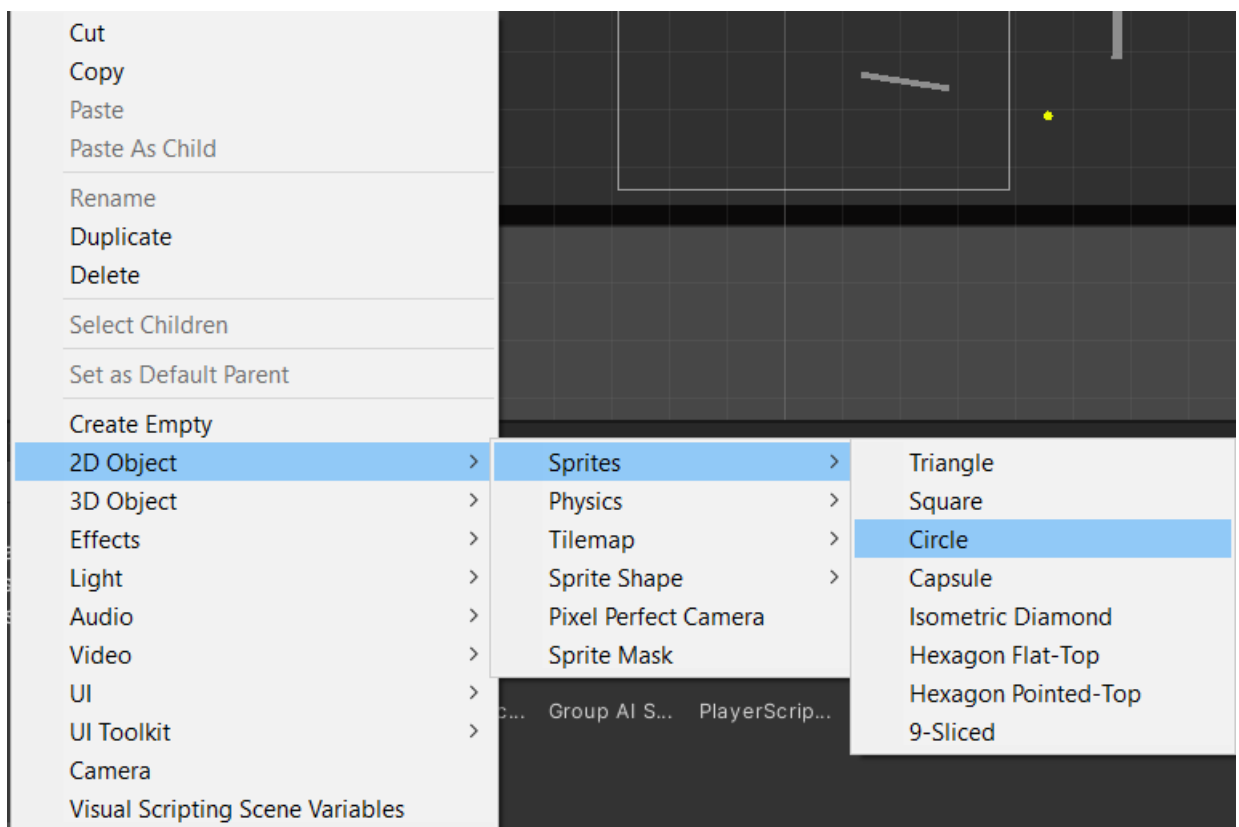 Cut
Copy
Paste
Paste As Child
Rename
Duplicate
Delete
Select Children
Set as Default Parent
Create Empty
2D Object
3D Object
Effects
Light
Audio
Video
UI
UI Toolkit
Camera
Visual Scripting Scene Variables
Sprites
Physics
Tilemap
Sprite Shape
Pixel Perfect Camera
Sprite Mask
Triangle
Square
Circle
Capsule
Isometric Diamond
Hexagon Flat-Top
Hexagon Pointed-Top
9-Sliced
c... Group AI S... PlayerScrip...